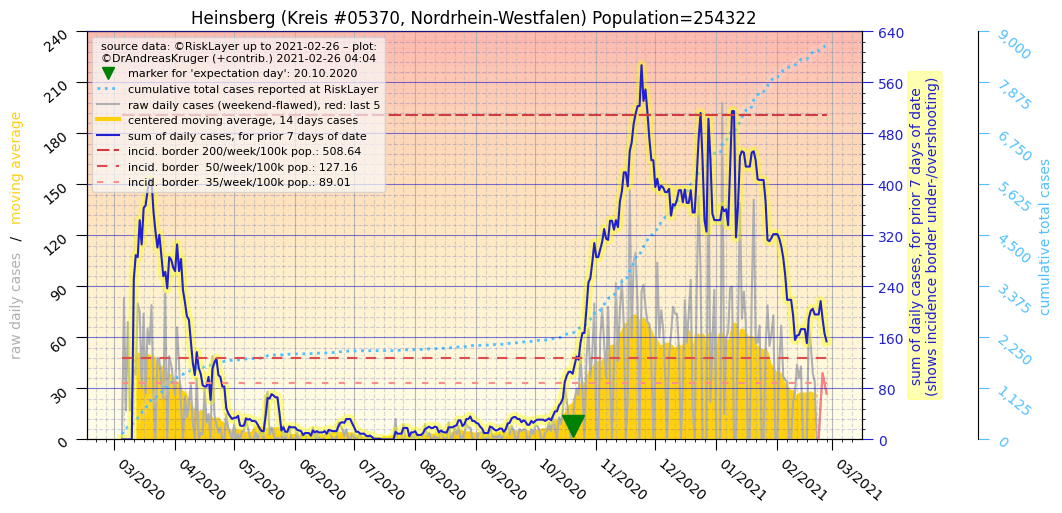 Heinsberg (Kreis #05370, Nordrhein-Westfalen) Population=254322
source data: ©RiskLayer up to 2021-02-26 – plot:
©DrAndreasKruger (+contrib.) 2021-02-26 04:04
marker for 'expectation day': 20.10.2020
cumulative total cases reported at RiskLayer
raw daily cases (weekend-flawed), red: last 5
centered moving average, 14 days
sum of daily cases, for prior 7 days of date
incid. border 200/week/100k pop.: 508.64
incid. border  50/week/100k pop.: 127.16
incid. border  35/week/100k pop.: 89.01
raw daily cases / moving average
240
210
180
150
120
90
60
30
0
03/2020
04/2020
05/2020
06/2020
07/2020
08/2020
09/2020
10/2020
11/2020
12/2020
01/2021
02/2021
03/2021
640
560
480
400
320
240
160
80
0
sum of daily cases, for prior 7 days of date
(shows incidence border under-/overshooting)
9,000
7,875
6,750
5,625
4,500
3,375
2,250
1,125
0
cumulative total cases